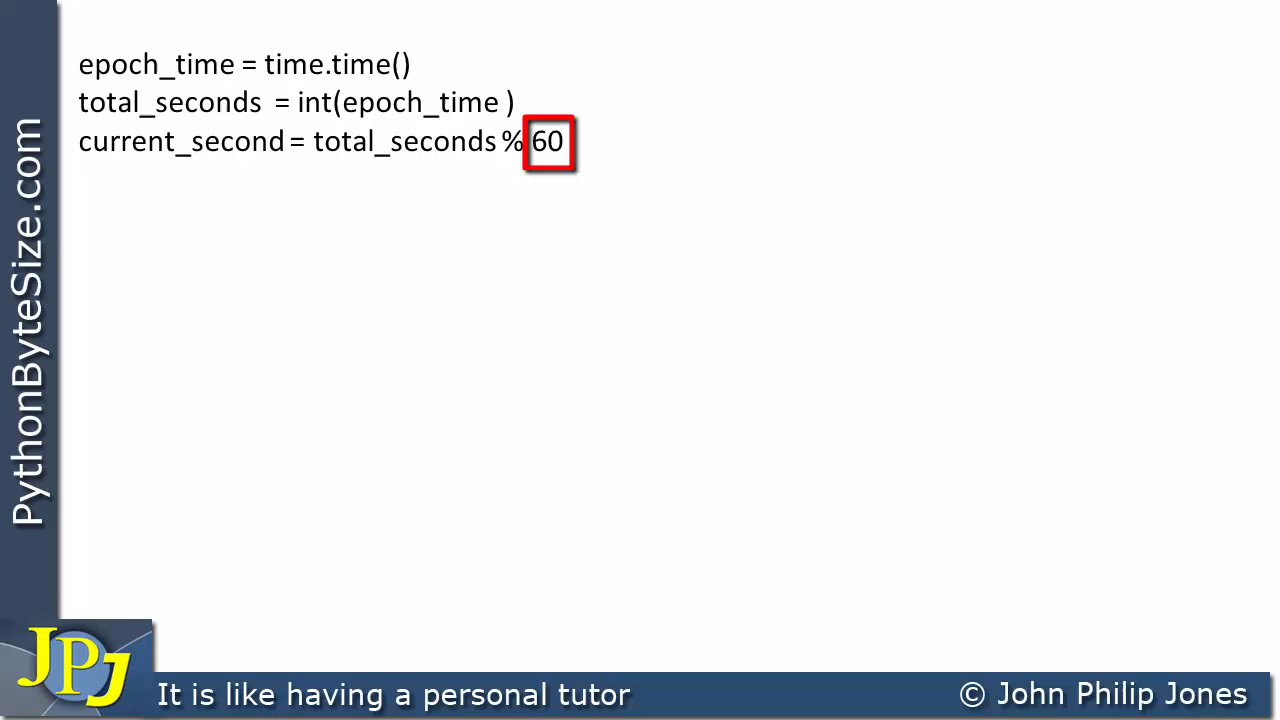 epoch_time = time.time()
total_seconds  = int(epoch_time )
current_second = total_seconds % 60
PythonByteSize.com
JPJ
It is like having a personal tutor
© John Philip Jones